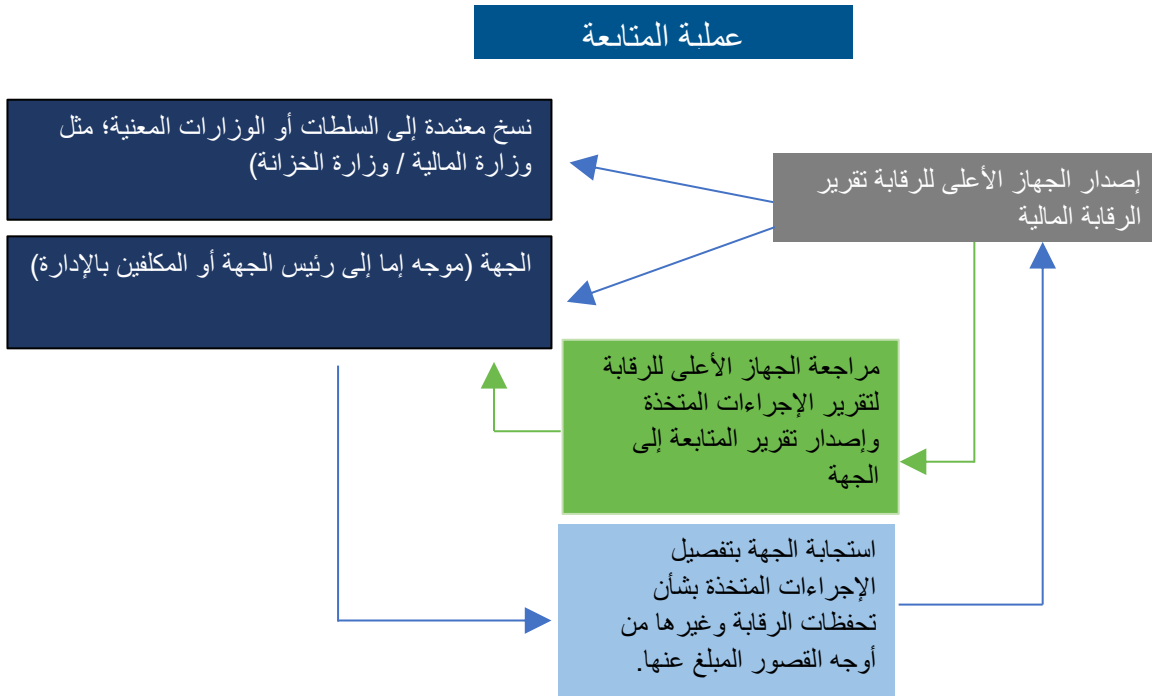 عملية المتابعة
نسخ معتمدة إلى السلطات أو الوزارات المعنية؛ مثل
وزارة المالية / وزارة الخزانة)
إصدار الجهاز الأعلى للرقابة تقرير
الرقابة المالية
الجهة (موجه إما إلى رئيس الجهة أو المكلفين بالإدارة)
مراجعة الجهاز الأعلى للرقابة
لتقرير الإجراءات المتخذة
وإصدار تقرير المتابعة إلى
الجهة
استجابة الجهة بتفصيل
الإجراءات المتخذة بشأن
تحفظات الرقابة وغيرها من
أوجه القصور المبلغ عنها.